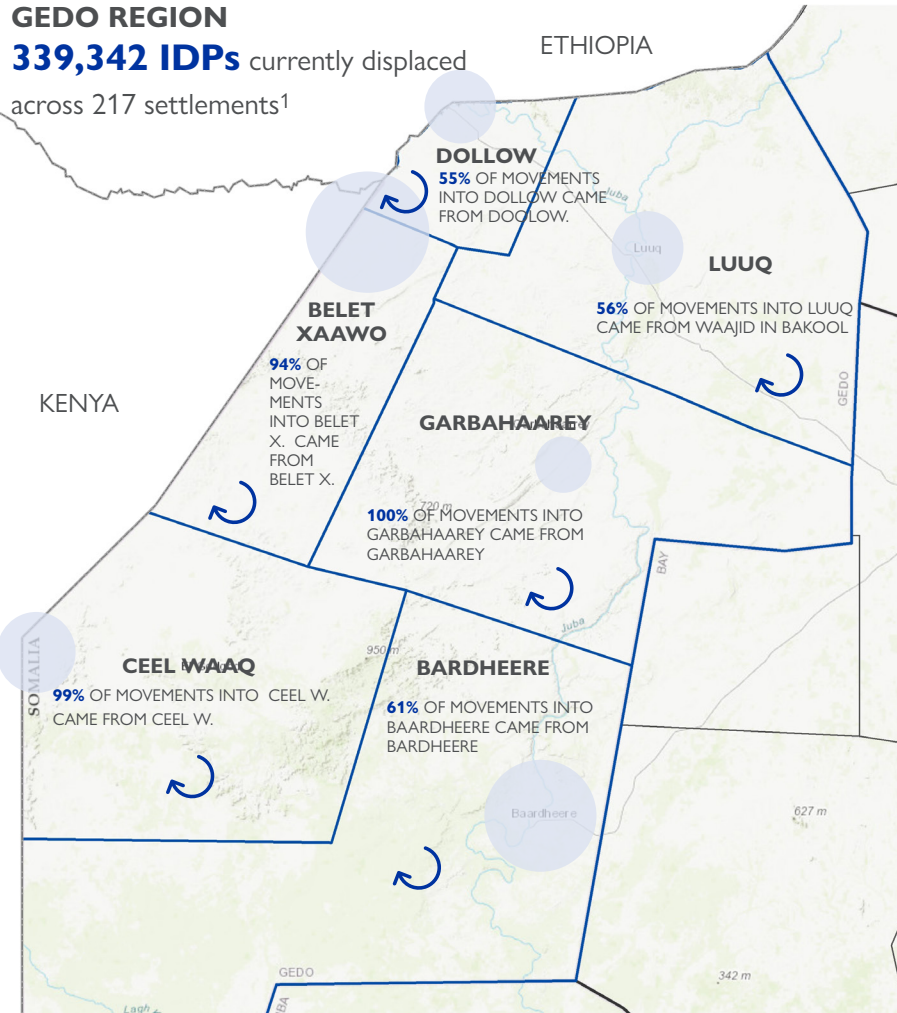 GEDO REGION
339,342 IDPs currently displaced
across 217 settlements1
ETHIOPIA
DOLLOW
55% OF MOVEMENTS
INTO DOLLOW CAME
FROM DOOLOW.
Juba
Luuq
LUUQ
56% OF MOVEMENTS INTO LUUQ
CAME FROM WAAJID IN BAKOOL
BELET
XAAWO
94% OF
MOVE-
MENTS
INTO BELET
X. CAME
FROM
BELET X.
KENYA
GEDO
GARBAHAAREY
720 m
100% OF MOVEMENTS INTO
GARBAHAAREY CAME FROM
GARBAHAAREY
BAY
Juba
950 m
SOMALIA
CEEL WAAQ
99% OF MOVEMENTS INTO CEEL W.
CAME FROM CEEL W.
BARDHEERE
61% OF MOVEMENTS INTO
BAARDHEERE CAME FROM
BARDHEERE
Baardheere
627 m
GEDO
342 m
Lagh